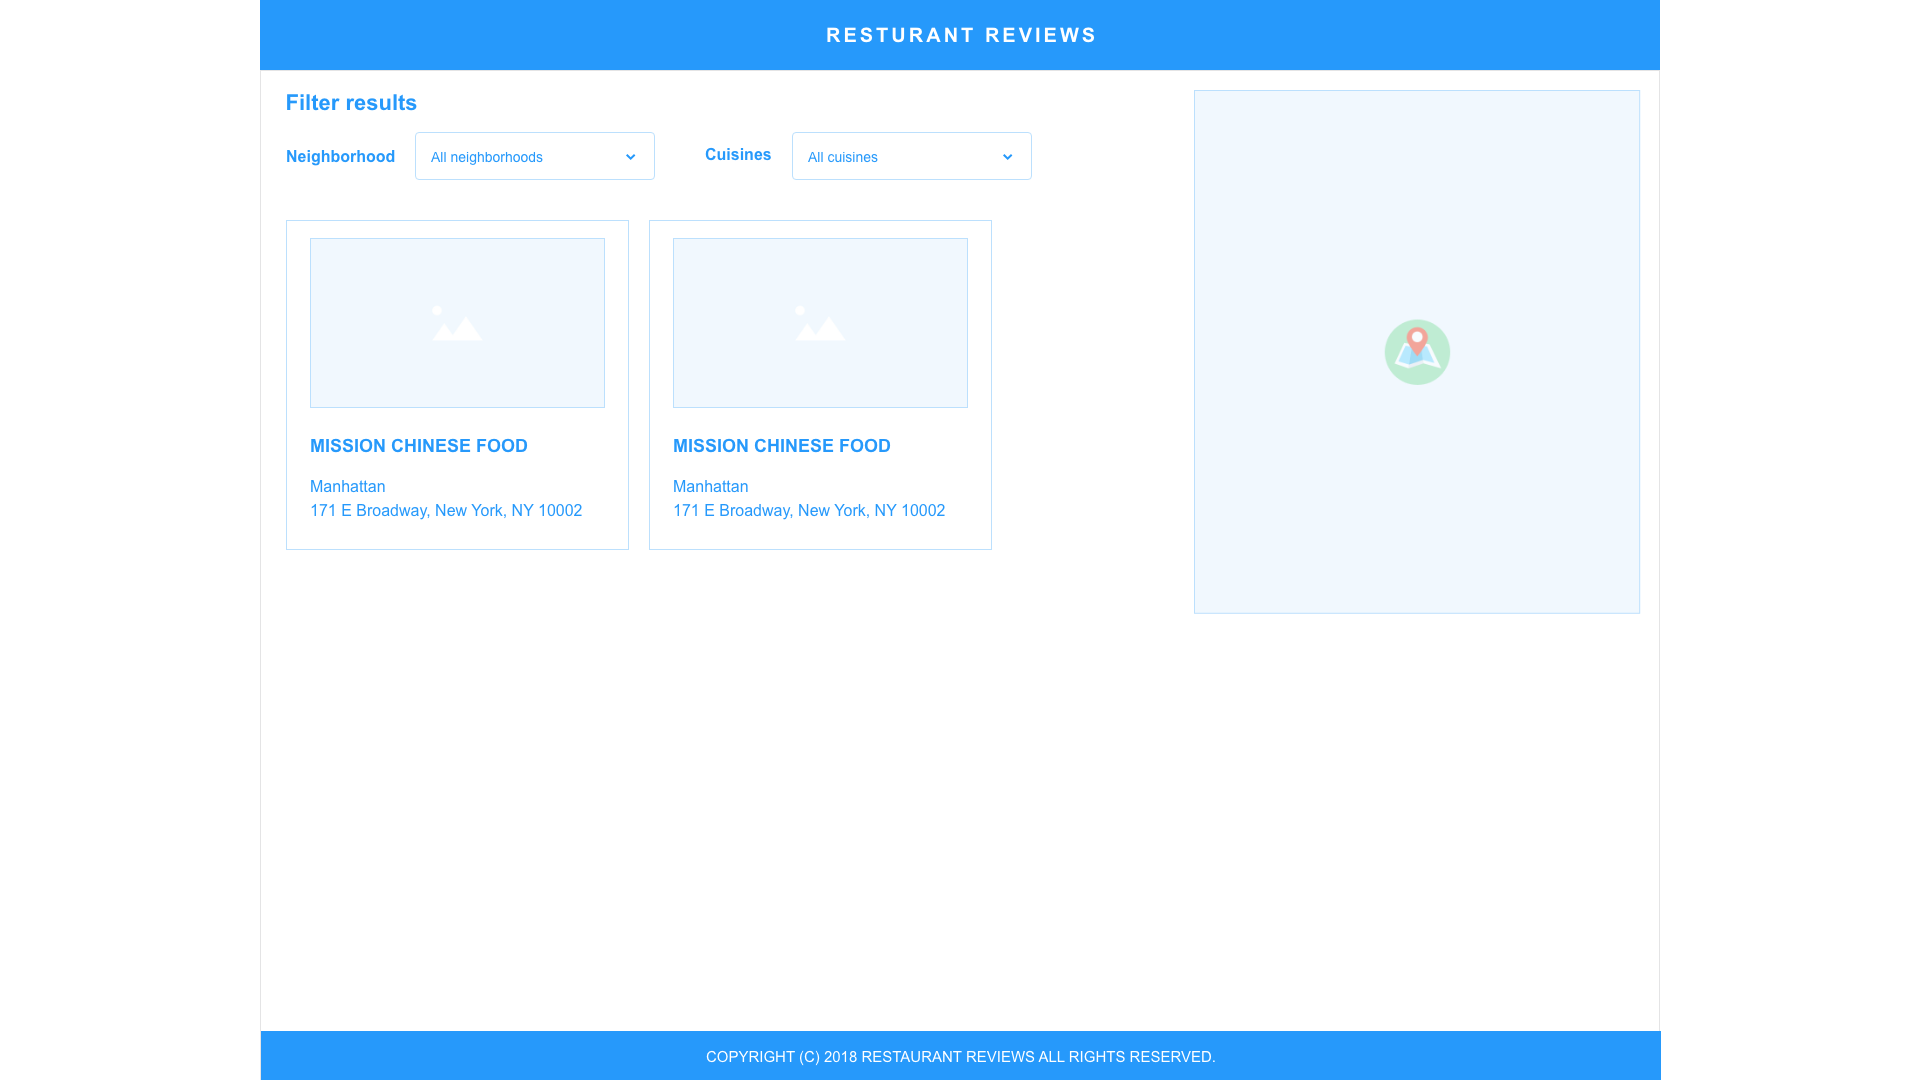 RESTURANT REVIEWS
Filter results
Neighborhood
All neighborhoods
Cuisines
All cuisines
MISSION CHINESE FOOD
Manhattan
171 E Broadway, New York, NY 10002
MISSION CHINESE FOOD
Manhattan
171 E Broadway, New York, NY 10002
COPYRIGHT (C) 2018 RESTAURANT REVIEWS ALL RIGHTS RESERVED.